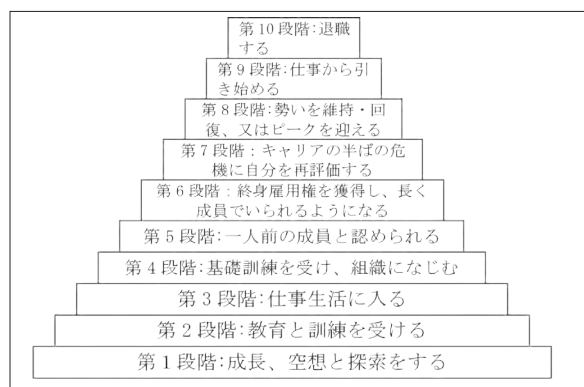 第10段階:退職
する
第9段階:仕事から引
き始める
第8段階:勢いを維持・回
復、又はピークを迎える
第7段階：キャリアの半ばの危
機に自分を再評価する
第6段階：終身雇用権を獲得し、長く
成員でいられるようになる
第5段階:一人前の成員と認められる
第4段階:基礎訓練を受け、組織になじむ
第3段階:仕事生活に入る
第2段階:教育と訓練を受ける
第1段階:成長、空想と探索をする